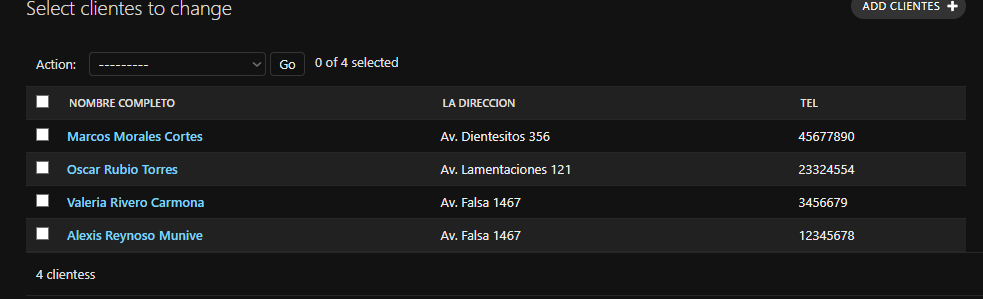 Select clientes to change
ADD CLIENTES +
Action: --------- Go 0 of 4 selected
NOMBRE COMPLETO LA DIRECCION TEL
Marcos Morales Cortes Av. Dientesitos 356 45677890
Oscar Rubio Torres Av. Lamentaciones 121 23324554
Valeria Rivero Carmona Av. Falsa 1467 3456679
Alexis Reynoso Munive Av. Falsa 1467 12345678
4 clientess